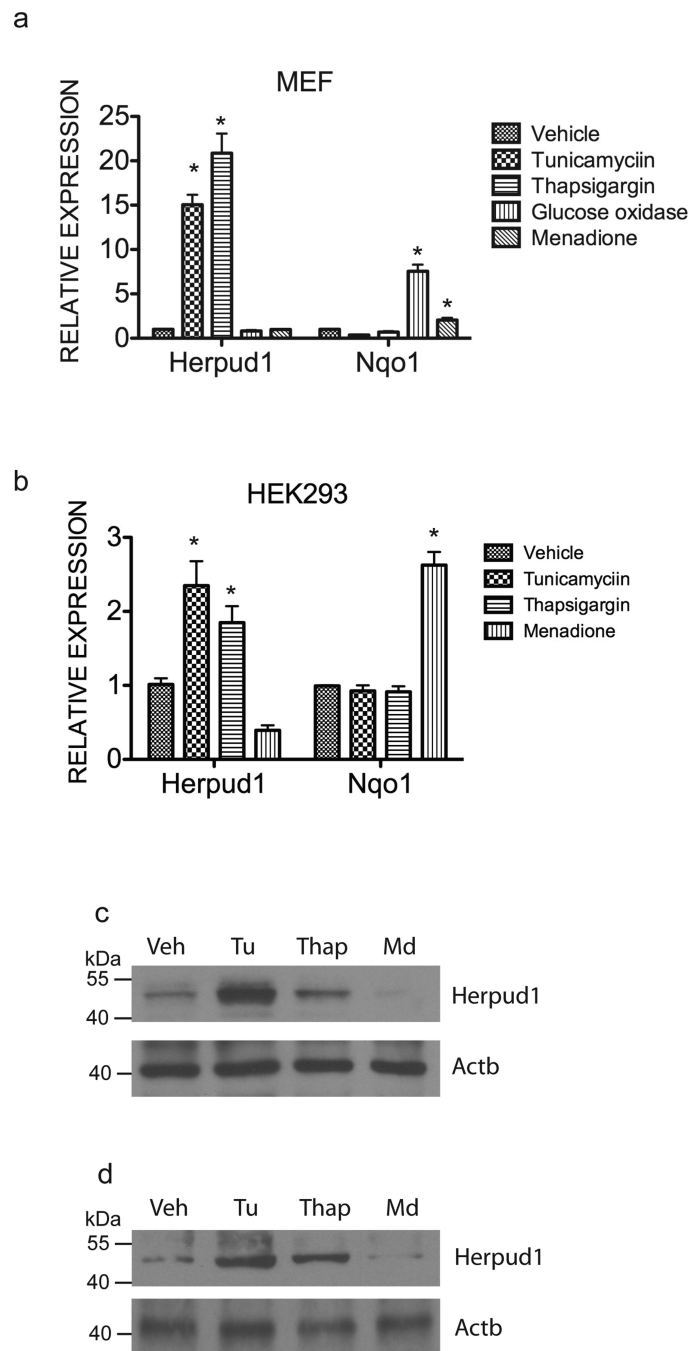 a
MEF
RELATIVE EXPRESSION
25
20
15
10
5
0
*
*
*
*
Herpud1
Nqo1
Vehicle
Tunicamyciin
Thapsigargin
Glucose oxidase
Menadione
b
HEK293
RELATIVE EXPRESSION
3
2
1
0
*
*
*
Herpud1
Nqo1
Vehicle
Tunicamyciin
Thapsigargin
Menadione
c
Veh Tu Thap Md
kDa
55
40
Herpud1
40
Actb
d
Veh Tu Thap Md
kDa
55
40
Herpud1
40
Actb